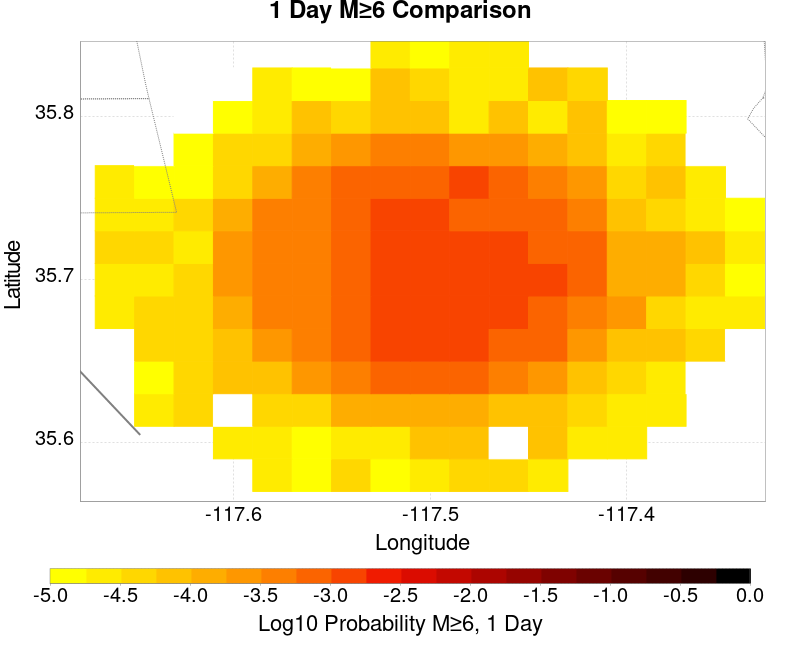 1 Day M≥6 Comparison
35.8
35.7
35.6
Latitude
-117.6 -117.5 -117.4
Longitude
-5.0 -4.5 -4.0 -3.5 -3.0 -2.5 -2.0 -1.5 -1.0 -0.5 0.0
Log10 Probability M≥6, 1 Day